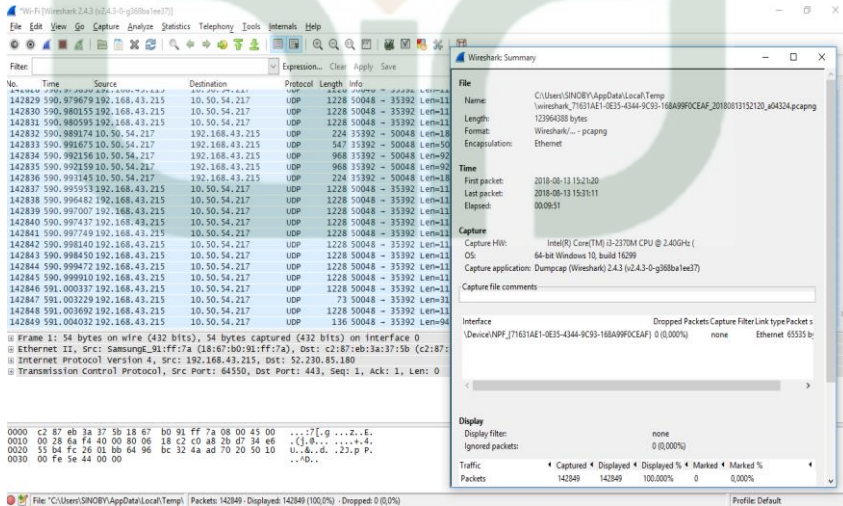 *Wi-Fi [Wireshark 2.4.3 (v2.4.3-0-g368ba1ee37)]
File Edit View Go Capture Analyze Statistics Telephony Tools Internals Help
Filter: Expression... Clear Apply Save
No. Time Source Destination Protocol Length Info
142829 590.979679 192.168.43.215 10.50.54.217 UDP 1228 50048 → 35392 Len=11
142830 590.980155 192.168.43.215 10.50.54.217 UDP 1228 50048 → 35392 Len=11
142831 590.980595 192.168.43.215 10.50.54.217 UDP 1228 50048 → 35392 Len=11
142832 590.989174 10.50.54.217 192.168.43.215 UDP 224 35392 → 50048 Len=18
142833 590.991675 10.50.54.217 192.168.43.215 UDP 547 35392 → 50048 Len=50
142834 590.992156 10.50.54.217 192.168.43.215 UDP 968 35392 → 50048 Len=92
142835 590.992159 10.50.54.217 192.168.43.215 UDP 968 35392 → 50048 Len=92
142836 590.993145 10.50.54.217 192.168.43.215 UDP 224 35392 → 50048 Len=18
142837 590.995953 192.168.43.215 10.50.54.217 UDP 1228 50048 → 35392 Len=11
142838 590.996482 192.168.43.215 10.50.54.217 UDP 1228 50048 → 35392 Len=11
142839 590.997007 192.168.43.215 10.50.54.217 UDP 1228 50048 → 35392 Len=11
142840 590.997437 192.168.43.215 10.50.54.217 UDP 1228 50048 → 35392 Len=11
142841 590.997749 192.168.43.215 10.50.54.217 UDP 1228 50048 → 35392 Len=11
142842 590.998140 192.168.43.215 10.50.54.217 UDP 1228 50048 → 35392 Len=11
142843 590.998450 192.168.43.215 10.50.54.217 UDP 1228 50048 → 35392 Len=11
142844 590.999472 192.168.43.215 10.50.54.217 UDP 1228 50048 → 35392 Len=11
142845 590.999910 192.168.43.215 10.50.54.217 UDP 1228 50048 → 35392 Len=11
142846 591.000337 192.168.43.215 10.50.54.217 UDP 1228 50048 → 35392 Len=11
142847 591.003229 192.168.43.215 10.50.54.217 UDP 73 50048 → 35392 Len=31
142848 591.003692 192.168.43.215 10.50.54.217 UDP 1228 50048 → 35392 Len=11
142849 591.004032 192.168.43.215 10.50.54.217 UDP 136 50048 → 35392 Len=94
Frame 1: 54 bytes on wire (432 bits), 54 bytes captured (432 bits) on interface 0
Ethernet II, Src: SamsungE_91:ff:7a (18:67:b0:91:ff:7a), Dst: c2:87:eb:3a:37:5b (c2:87:
Internet Protocol Version 4, Src: 192.168.43.215, Dst: 52.230.85.180
Transmission Control Protocol, Src Port: 64550, Dst Port: 443, Seq: 1, Ack: 1, Len: 0
0000 c2 87 eb 3a 37 5b 18 67 b0 91 ff 7a 08 00 45 00 ...:7[.g ...z..E.
0010 00 28 6a f4 40 00 80 06 18 c2 c0 a8 2b d7 34 e6 .(j.@... ....+.4.
0020 55 b4 fc 26 01 bb 64 96 bc 32 4a ad 70 20 50 10 U..&..d. .2J.p P.
0030 00 fe 5e 44 00 00 ..^D..
File: "C:\Users\SINOBY\AppData\Local\Temp\ Packets: 142849 · Displayed: 142849 (100,0%) · Dropped: 0 (0,0%) Profile: Default
Wireshark: Summary
File
Name: C:\Users\SINOBY\AppData\Local\Temp
\wireshark_71631AE1-0E35-4344-9C93-168A99F0CEAF_20180813152120_a04324.pcapng
Length: 123964388 bytes
Format: Wireshark/... - pcapng
Encapsulation: Ethernet
Time
First packet: 2018-08-13 15:21:20
Last packet: 2018-08-13 15:31:11
Elapsed: 00:09:51
Capture
Capture HW: Intel(R) Core(TM) i3-2370M CPU @ 2.40GHz (
OS: 64-bit Windows 10, build 16299
Capture application: Dumpcap (Wireshark) 2.4.3 (v2.4.3-0-g368ba1ee37)
Capture file comments
Interface Dropped Packets Capture Filter Link type Packet s
\Device\NPF_{71631AE1-0E35-4344-9C93-168A99F0CEAF} 0 (0,000%) none Ethernet 65535 by
Display
Display filter: none
Ignored packets: 0 (0,000%)
Traffic Captured Displayed Displayed % Marked Marked %
Packets 142849 142849 100.000% 0 0,000%